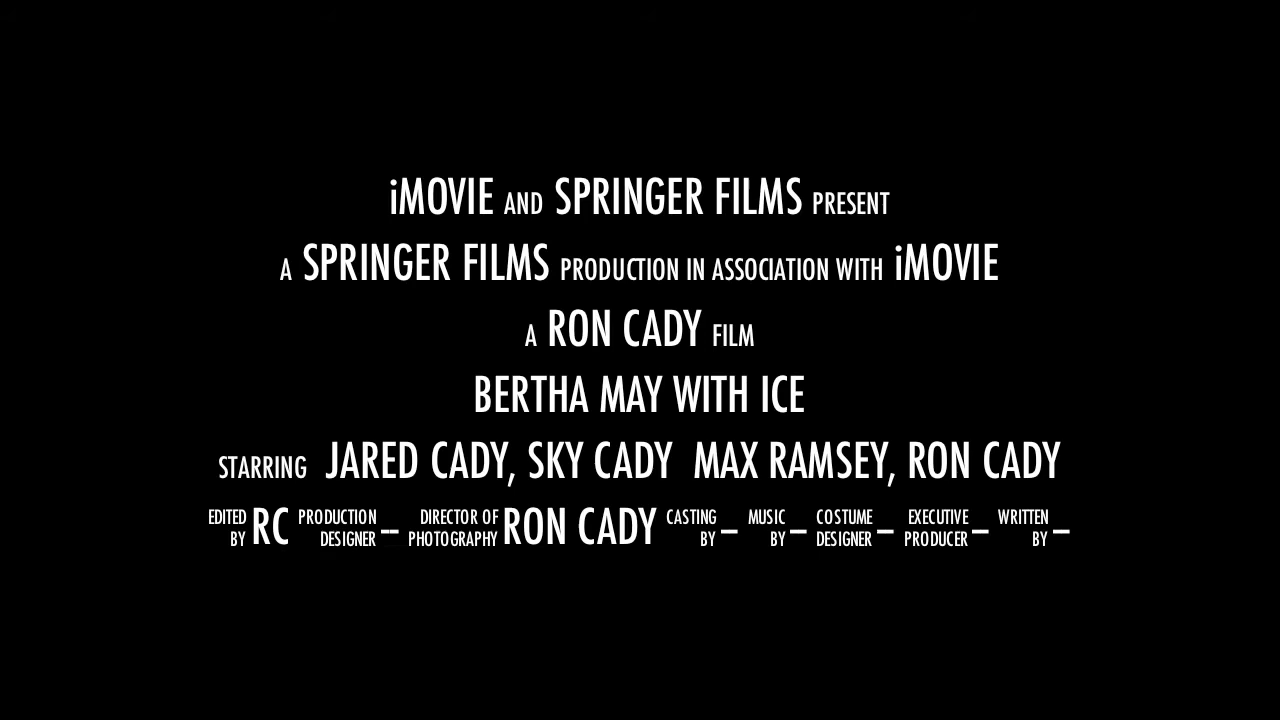 iMOVIE AND SPRINGER FILMS PRESENT
A SPRINGER FILMS PRODUCTION IN ASSOCIATION WITH iMOVIE
A RON CADY FILM
BERTHA MAY WITH ICE
STARRING JARED CADY, SKY CADY MAX RAMSEY, RON CADY
EDITED BY RC PRODUCTION DESIGNER -- DIRECTOR OF PHOTOGRAPHY RON CADY CASTING BY – MUSIC BY – COSTUME DESIGNER – EXECUTIVE PRODUCER – WRITTEN BY –